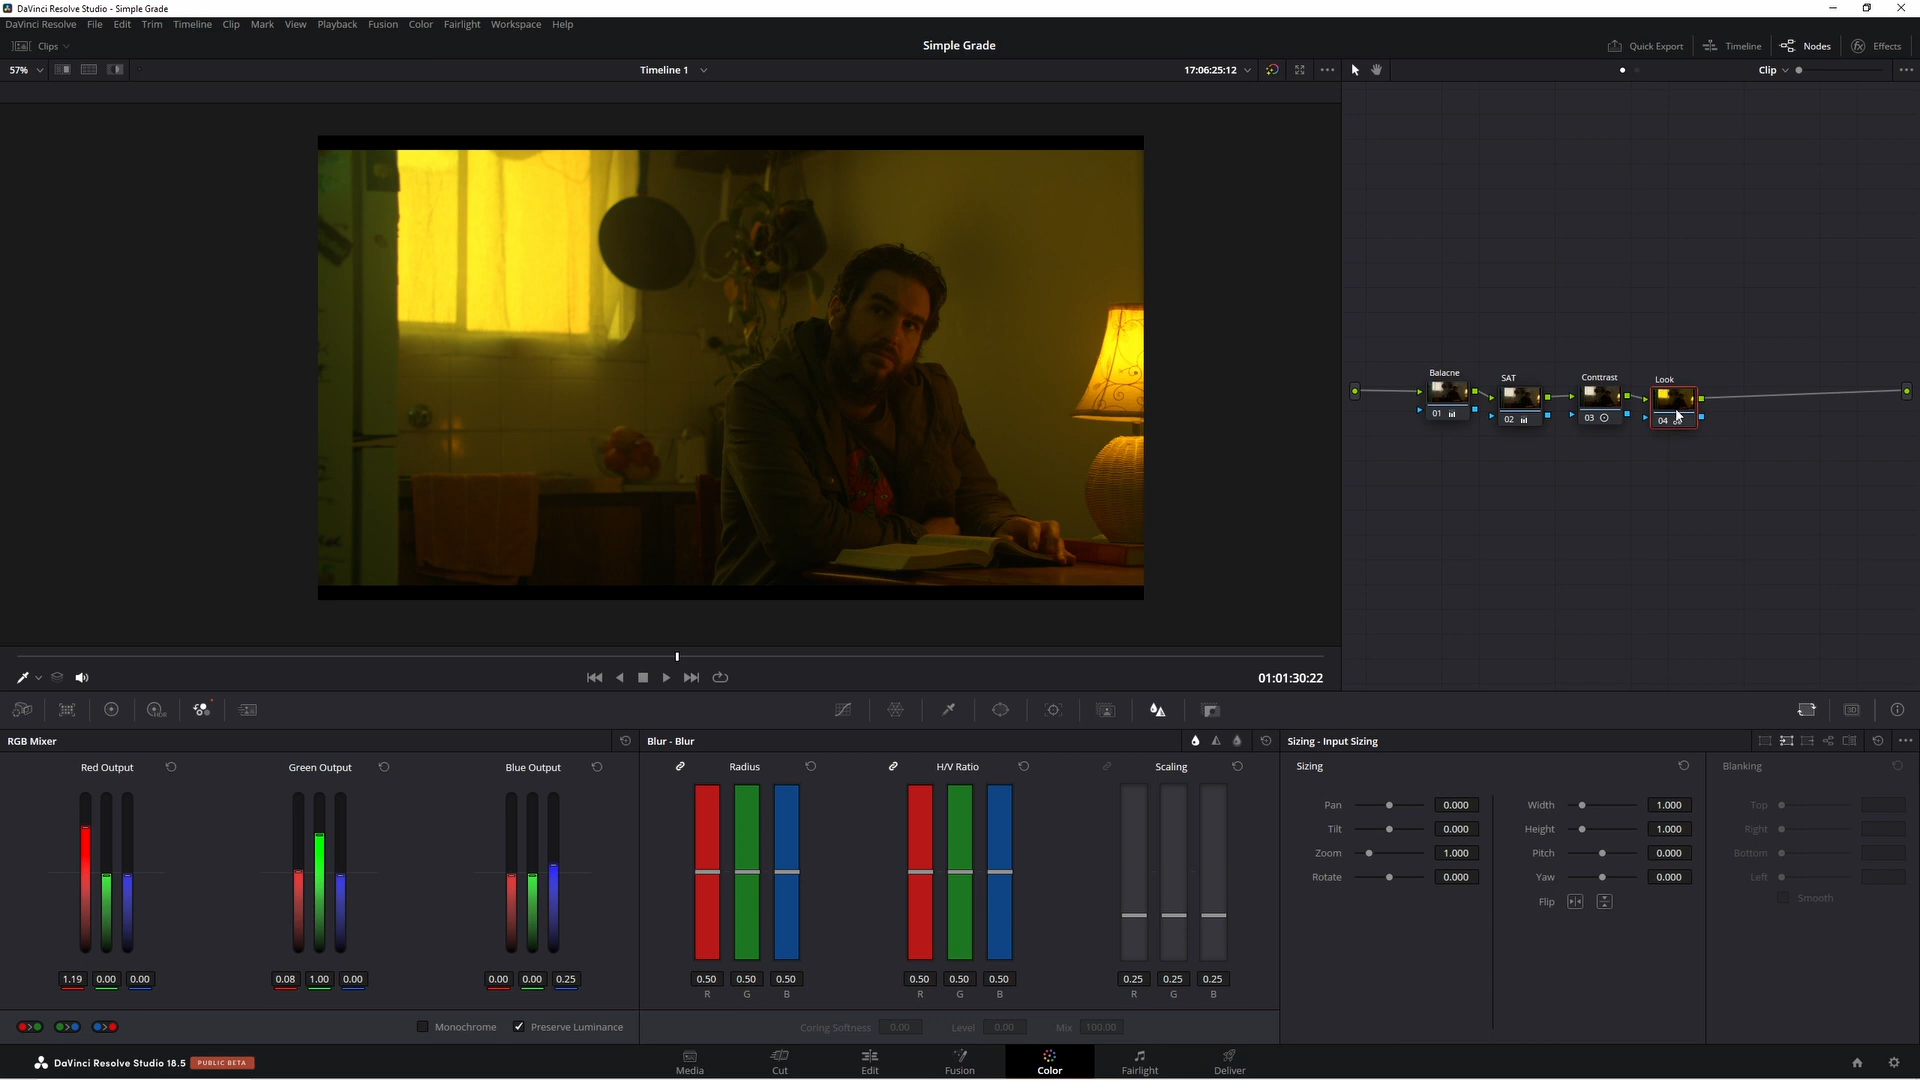 DaVinci Resolve Studio - Simple Grade
DaVinci Resolve File Edit Trim Timeline Clip Mark View Playback Fusion Color Fairlight Workspace Help
Clips Simple Grade Quick Export Timeline Nodes Effects
57% Timeline 1 17:06:25:12 Clip
Balacne SAT Conttrast Look
01 02 03 04
01:01:30:22
HDR
RGB Mixer Blur - Blur Sizing - Input Sizing
Red Output Green Output Blue Output Radius H/V Ratio Scaling Sizing Blanking
Pan 0.000 Width 1.000 Top
Tilt 0.000 Height 1.000 Right
Zoom 1.000 Pitch 0.000 Bottom
Rotate 0.000 Yaw 0.000 Left
Flip Smooth
1.19 0.00 0.00 0.08 1.00 0.00 0.00 0.00 0.25 0.50 0.50 0.50 0.50 0.50 0.50 0.25 0.25 0.25
R G B R G B R G B
Monochrome Preserve Luminance Coring Softness 0.00 Level 0.00 Mix 100.00
DaVinci Resolve Studio 18.5 PUBLIC BETA Media Cut Edit Fusion Color Fairlight Deliver